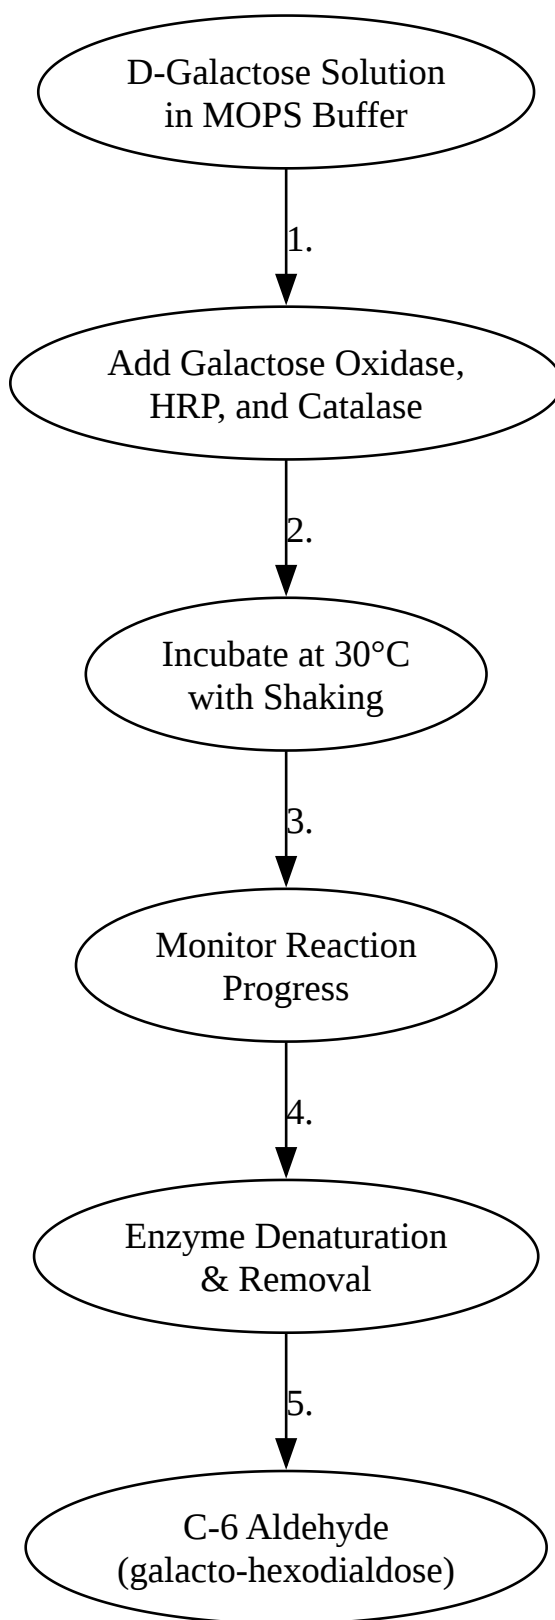 D-Galactose Solution
in MOPS Buffer
1.
Add Galactose Oxidase,
HRP, and Catalase
2.
Incubate at 30°C
with Shaking
3.
Monitor Reaction
Progress
4.
Enzyme Denaturation
& Removal
5.
C-6 Aldehyde
(galacto-hexodialdose)